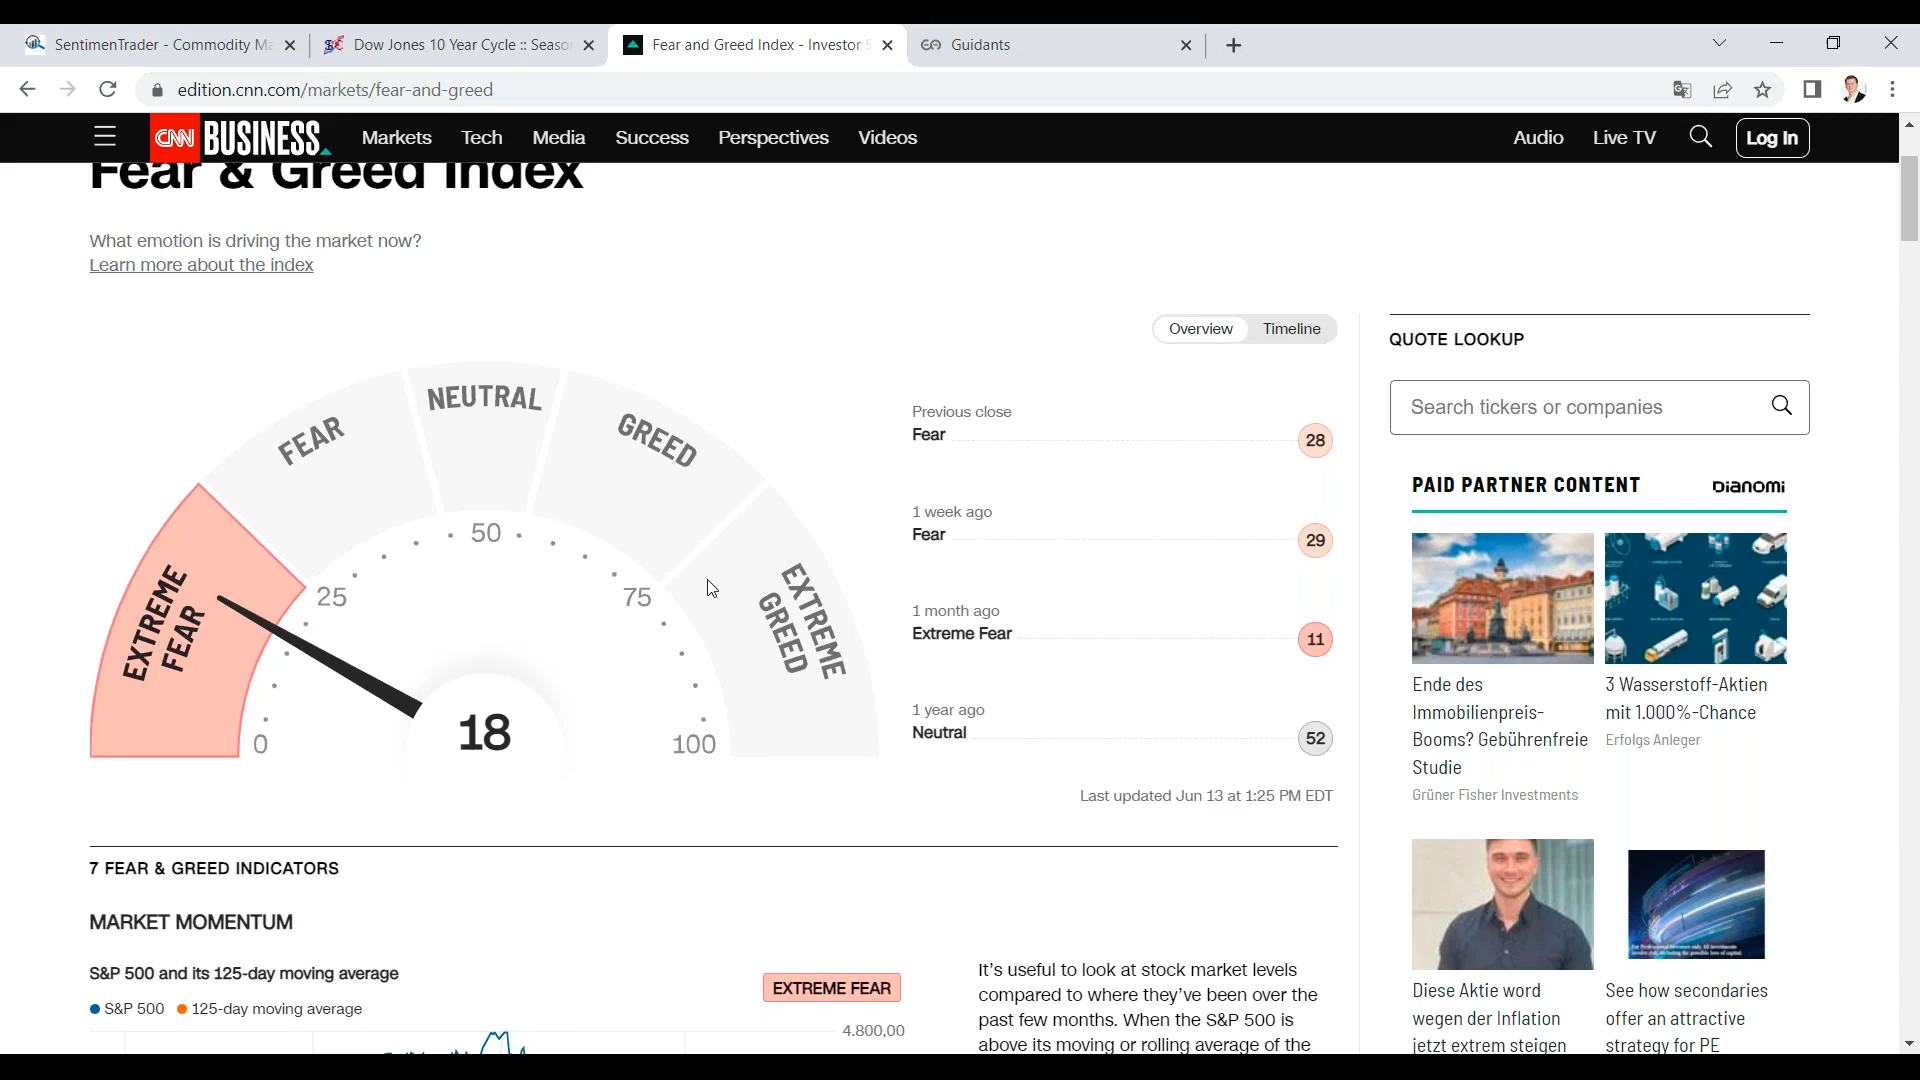 SentimenTrader - Commodity Ma
Dow Jones 10 Year Cycle :: Seaso
Fear and Greed Index - Investor S
Guidants
edition.cnn.com/markets/fear-and-greed
CNN BUSINESS
Markets
Tech
Media
Success
Perspectives
Videos
Audio
Live TV
Log In
Fear & Greed Index
What emotion is driving the market now?
Learn more about the index
Overview
Timeline
EXTREME
FEAR
FEAR
NEUTRAL
GREED
EXTREME
GREED
0
25
50
75
100
18
Previous close
Fear
28
1 week ago
Fear
29
1 month ago
Extreme Fear
11
1 year ago
Neutral
52
Last updated Jun 13 at 1:25 PM EDT
7 FEAR & GREED INDICATORS
MARKET MOMENTUM
S&P 500 and its 125-day moving average
S&P 500
125-day moving average
EXTREME FEAR
4.800,00
It's useful to look at stock market levels
compared to where they've been over the
past few months. When the S&P 500 is
above its moving or rolling average of the
QUOTE LOOKUP
Search tickers or companies
PAID PARTNER CONTENT
DIANOMI
Ende des
Immobilienpreis-
Booms? Gebührenfreie
Studie
Grüner Fisher Investments
3 Wasserstoff-Aktien
mit 1.000%-Chance
Erfolgs Anleger
Diese Aktie word
wegen der Inflation
jetzt extrem steigen
See how secondaries
offer an attractive
strategy for PE